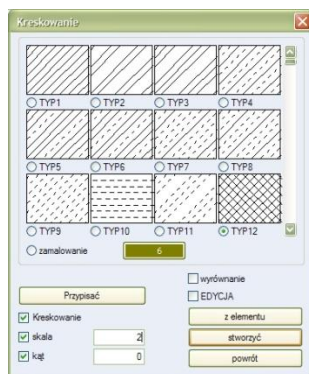 Kreskowanie
TYP1 TYP2 TYP3 TYP4
TYP5 TYP6 TYP7 TYP8
TYP9 TYP10 TYP11 TYP12
zamalowanie 6
wyrównanie
Przypisać EDYCJA
Kreskowanie z elementu
skala 2 stworzyć
kąt 0 powrót